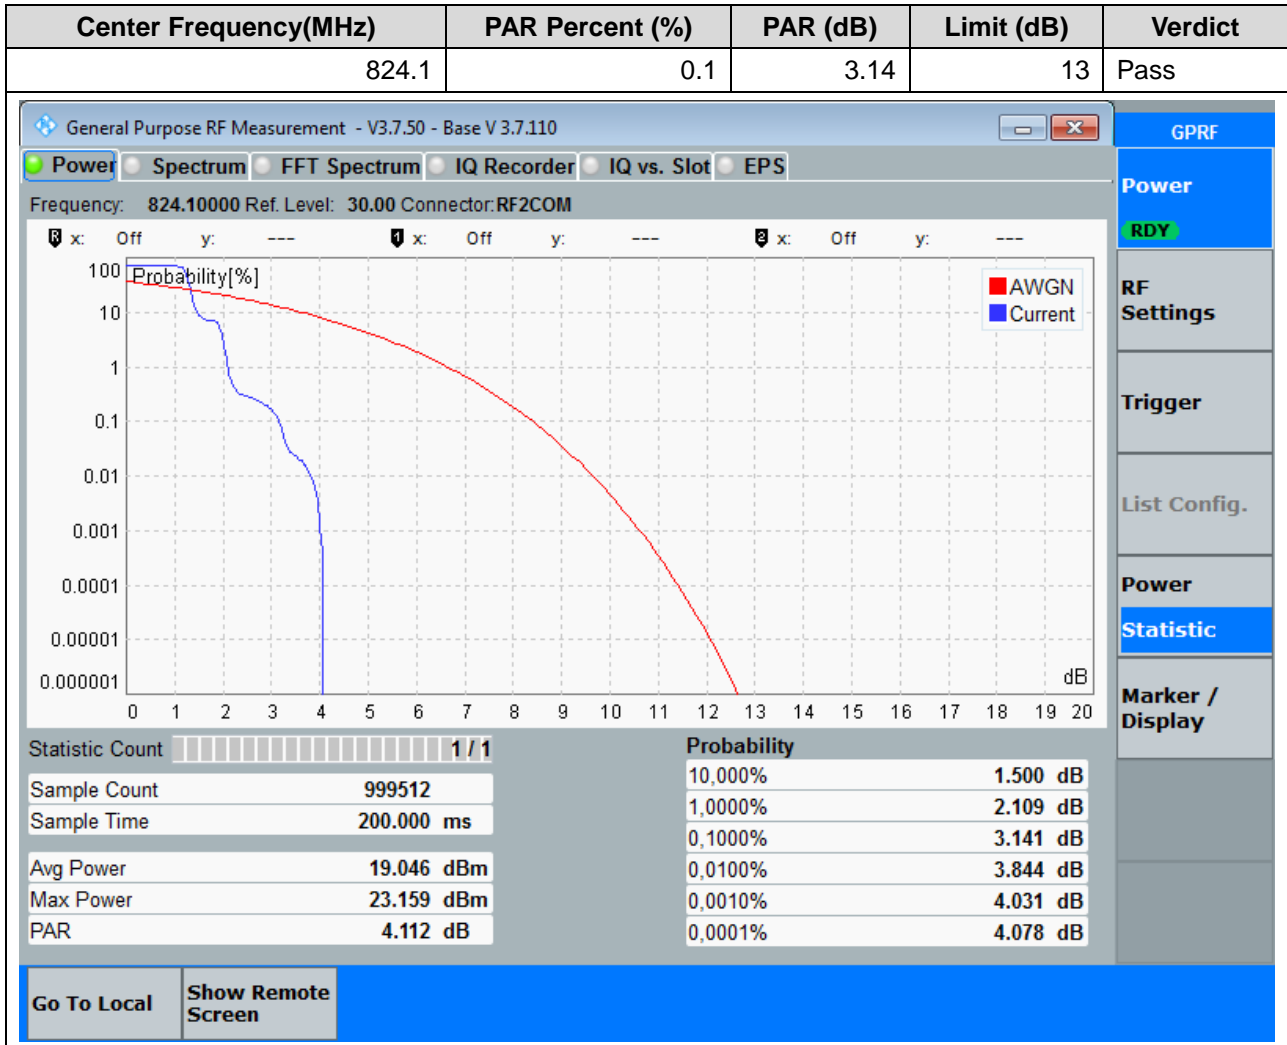 Center Frequency(MHz) PAR Percent (%) PAR (dB) Limit (dB) Verdict
824.1 0.1 3.14 13 Pass
General Purpose RF Measurement - V3.7.50 - Base V 3.7.110
GPRF
Power Spectrum FFT Spectrum IQ Recorder IQ vs. Slot EPS
Power
RDY
Frequency: 824.10000 Ref. Level: 30.00 Connector:RF2COM
R x: Off y: --- 1 x: Off y: --- 2 x: Off y: ---
Probability[%]
AWGN
Current
100
10
1
0.1
0.01
0.001
0.0001
0.00001
0.000001
dB
0 1 2 3 4 5 6 7 8 9 10 11 12 13 14 15 16 17 18 19 20
RF
Settings
Trigger
List Config.
Power
Statistic
Marker /
Display
Statistic Count 1 / 1
Sample Count 999512
Sample Time 200.000 ms
Avg Power 19.046 dBm
Max Power 23.159 dBm
PAR 4.112 dB
Probability
10,000% 1.500 dB
1,0000% 2.109 dB
0,1000% 3.141 dB
0,0100% 3.844 dB
0,0010% 4.031 dB
0,0001% 4.078 dB
Go To Local
Show Remote
Screen